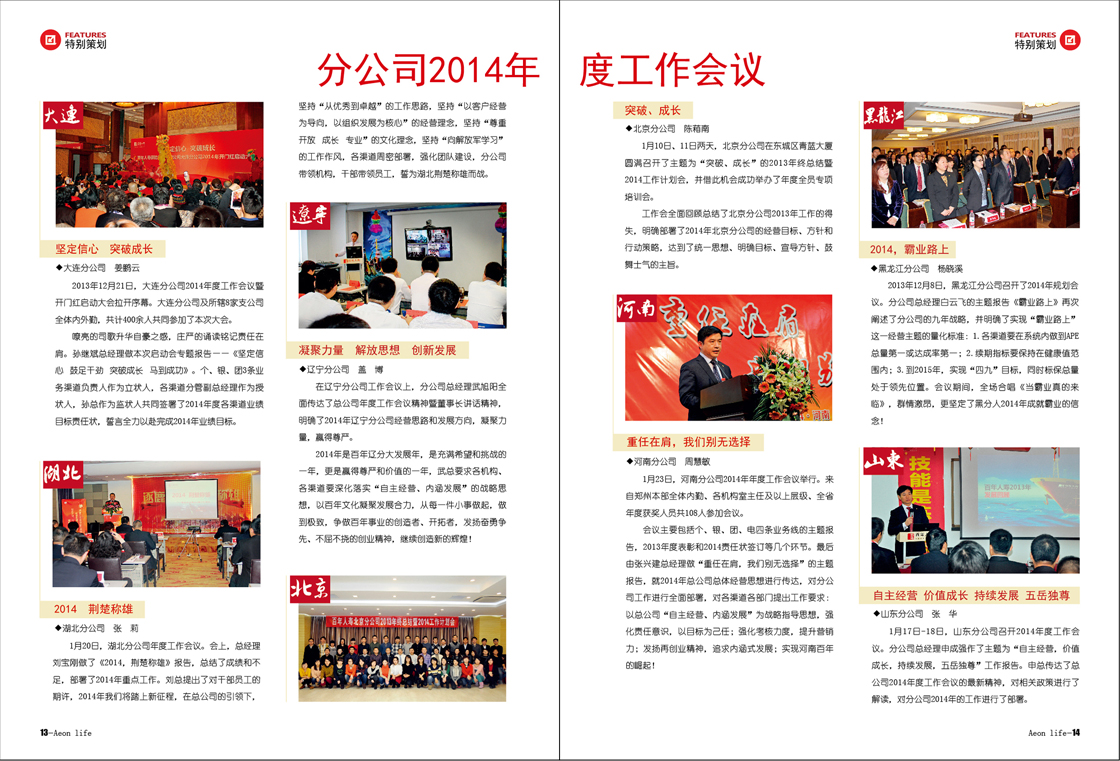 FEATURES
特别策划
分公司2014年
大连
坚定信心　突破成长
◆大连分公司　姜鹏云
2013年12月21日，大连分公司2014年度工作会议暨
开门红启动大会拉开序幕。大连分公司及所辖8家支公司
全体内外勤，共计400余人共同参加了本次大会。
嘹亮的司歌升华自豪之感，庄严的诵读铭记责任在
肩。孙继斌总经理做本次启动会专题报告——《坚定信
心　鼓足干劲　突破成长　马到成功》。个、银、团3条业
务渠道负责人作为立状人，各渠道分管副总经理作为授
状人，孙总作为监状人共同签署了2014年度各渠道业绩
目标责任状，誓言全力以赴完成2014年业绩目标。
湖北
2014　荆楚称雄
◆湖北分公司　张　莉
1月20日，湖北分公司年度工作会议。会上，总经理
刘宝刚做了《2014，荆楚称雄》报告，总结了成绩和不
足，部署了2014年重点工作。刘总提出了对干部员工的
期许，2014年我们将踏上新征程，在总公司的引领下，
坚持“从优秀到卓越”的工作思路，坚持“以客户经营
为导向，以组织发展为核心”的经营理念，坚持“尊重
开放　成长　专业”的文化理念，坚持“向解放军学习”
的工作作风，各渠道周密部署，强化团队建设，分公司
带领机构，干部带领员工，誓为湖北荆楚称雄而战。
遼宁
凝聚力量　解放思想　创新发展
◆辽宁分公司　盖　博
在辽宁分公司工作会议上，分公司总经理武旭阳全
面传达了总公司年度工作会议精神暨董事长讲话精神，
明确了2014年辽宁分公司经营思路和发展方向，凝聚力
量，赢得尊严。
2014年是百年辽分大发展年，是充满希望和挑战的
一年，更是赢得尊严和价值的一年，武总要求各机构、
各渠道要深化落实“自主经营、内涵发展”的战略思
想，以百年文化凝聚发展合力，从每一件小事做起，做
到极致，争做百年事业的创造者、开拓者，发扬奋勇争
先、不屈不挠的创业精神，继续创造新的辉煌！
北京
百年人寿北京分公司2013年终总结暨2014工作计划会
13—Aeon life
FEATURES
特别策划
度工作会议
突破、成长
◆北京分公司　陈稻南
1月10日、11日两天，北京分公司在东城区青蓝大厦
圆满召开了主题为“突破、成长”的2013年终总结暨
2014工作计划会，并借此机会成功举办了年度全员专项
培训会。
工作会全面回顾总结了北京分公司2013年工作的得
失，明确部署了2014年北京分公司的经营目标、方针和
行动策略，达到了统一思想、明确目标、宣导方针、鼓
舞士气的主旨。
河南
重任在肩
重任在肩，我们别无选择
◆河南分公司　周慧敏
1月23日，河南分公司2014年年度工作会议举行。来
自郑州本部全体内勤、各机构室主任及以上层级、全省
年度获奖人员共108人参加会议。
会议主要包括个、银、团、电四条业务线的主题报
告，2013年度表彰和2014责任状签订等几个环节。最后
由张兴建总经理做“重任在肩，我们别无选择”的主题
报告，就2014年总公司总体经营思想进行传达，对分公
司工作进行全面部署，对各渠道各部门提出工作要求：
以总公司“自主经营、内涵发展”为战略指导思想，强
化责任意识，以目标为己任；强化考核力度，提升营销
力；发扬再创业精神，追求内涵式发展；实现河南百年
的崛起！
黑龍江
2014，霸业路上
◆黑龙江分公司　杨晓溪
2013年12月8日，黑龙江分公司召开了2014年规划会
议。分公司总经理白云飞的主题报告《霸业路上》再次
阐述了分公司的九年战略，并明确了实现“霸业路上”
这一经营主题的量化标准：1.各渠道要在系统内做到APE
总量第一或达成率第一；2.续期指标要保持在健康值范
围内；3.到2015年，实现“四九”目标，同时标保总量
处于领先位置。会议期间，全场合唱《当霸业真的来
临》，群情激昂，更坚定了黑分人2014年成就霸业的信
念！
山東
自主经营 价值成长 持续发展 五岳独尊
◆山东分公司　张　华
1月17日-18日，山东分公司召开2014年度工作会
议。分公司总经理申成强作了主题为“自主经营，价值
成长，持续发展，五岳独尊”工作报告。申总传达了总
公司2014年度工作会议的最新精神，对相关政策进行了
解读，对分公司2014年的工作进行了部署。
Aeon life—14